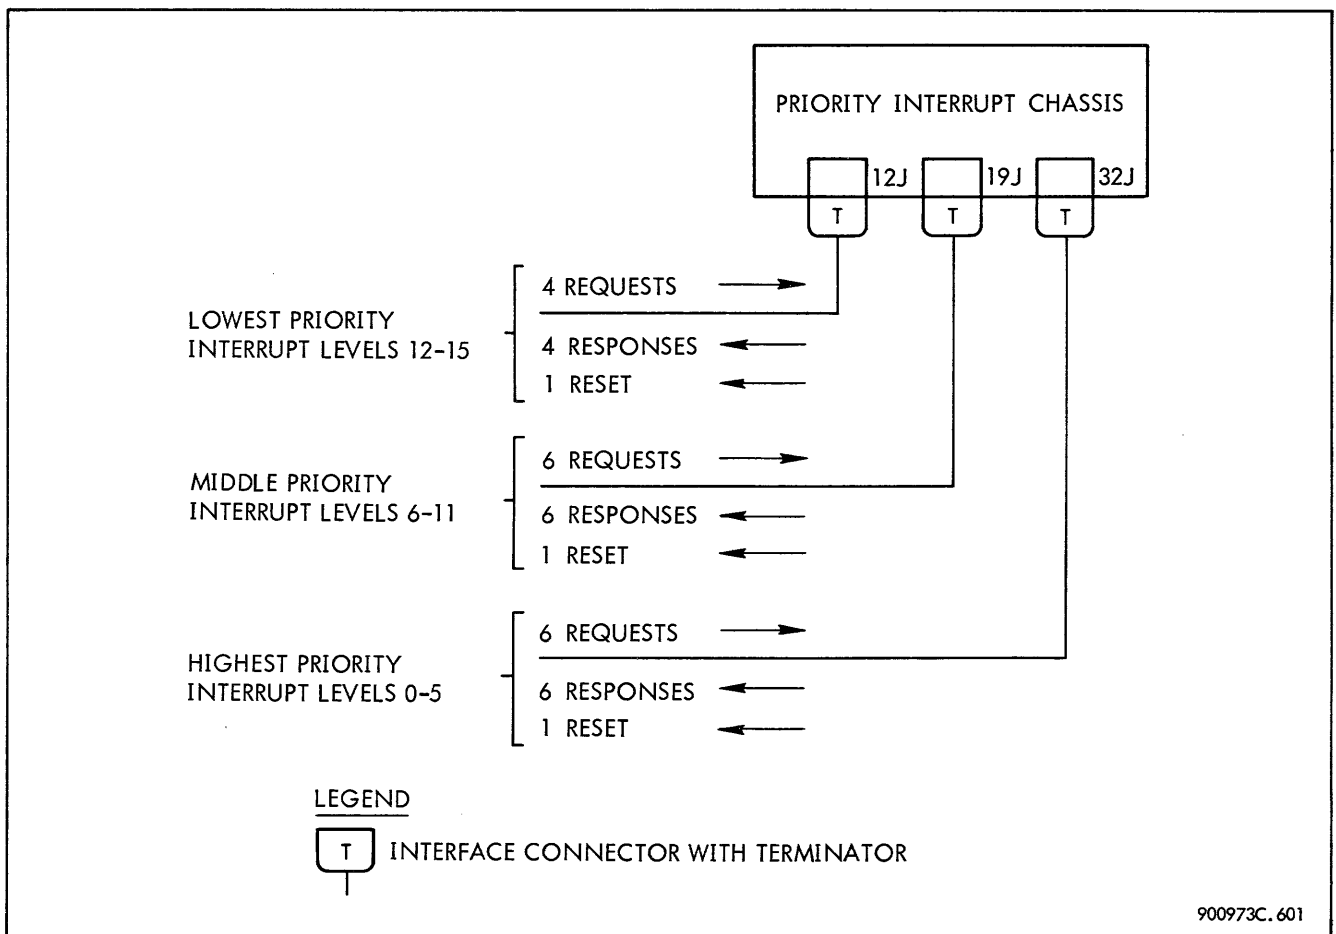 PRIORITY INTERRUPT CHASSIS
12J
19J
32J
T
T
T
4 REQUESTS
LOWEST PRIORITY
INTERRUPT LEVELS 12-15
4 RESPONSES
1 RESET
6 REQUESTS
MIDDLE PRIORITY
INTERRUPT LEVELS 6-11
6 RESPONSES
1 RESET
6 REQUESTS
HIGHEST PRIORITY
INTERRUPT LEVELS 0-5
6 RESPONSES
1 RESET
LEGEND
T INTERFACE CONNECTOR WITH TERMINATOR
900973C.601